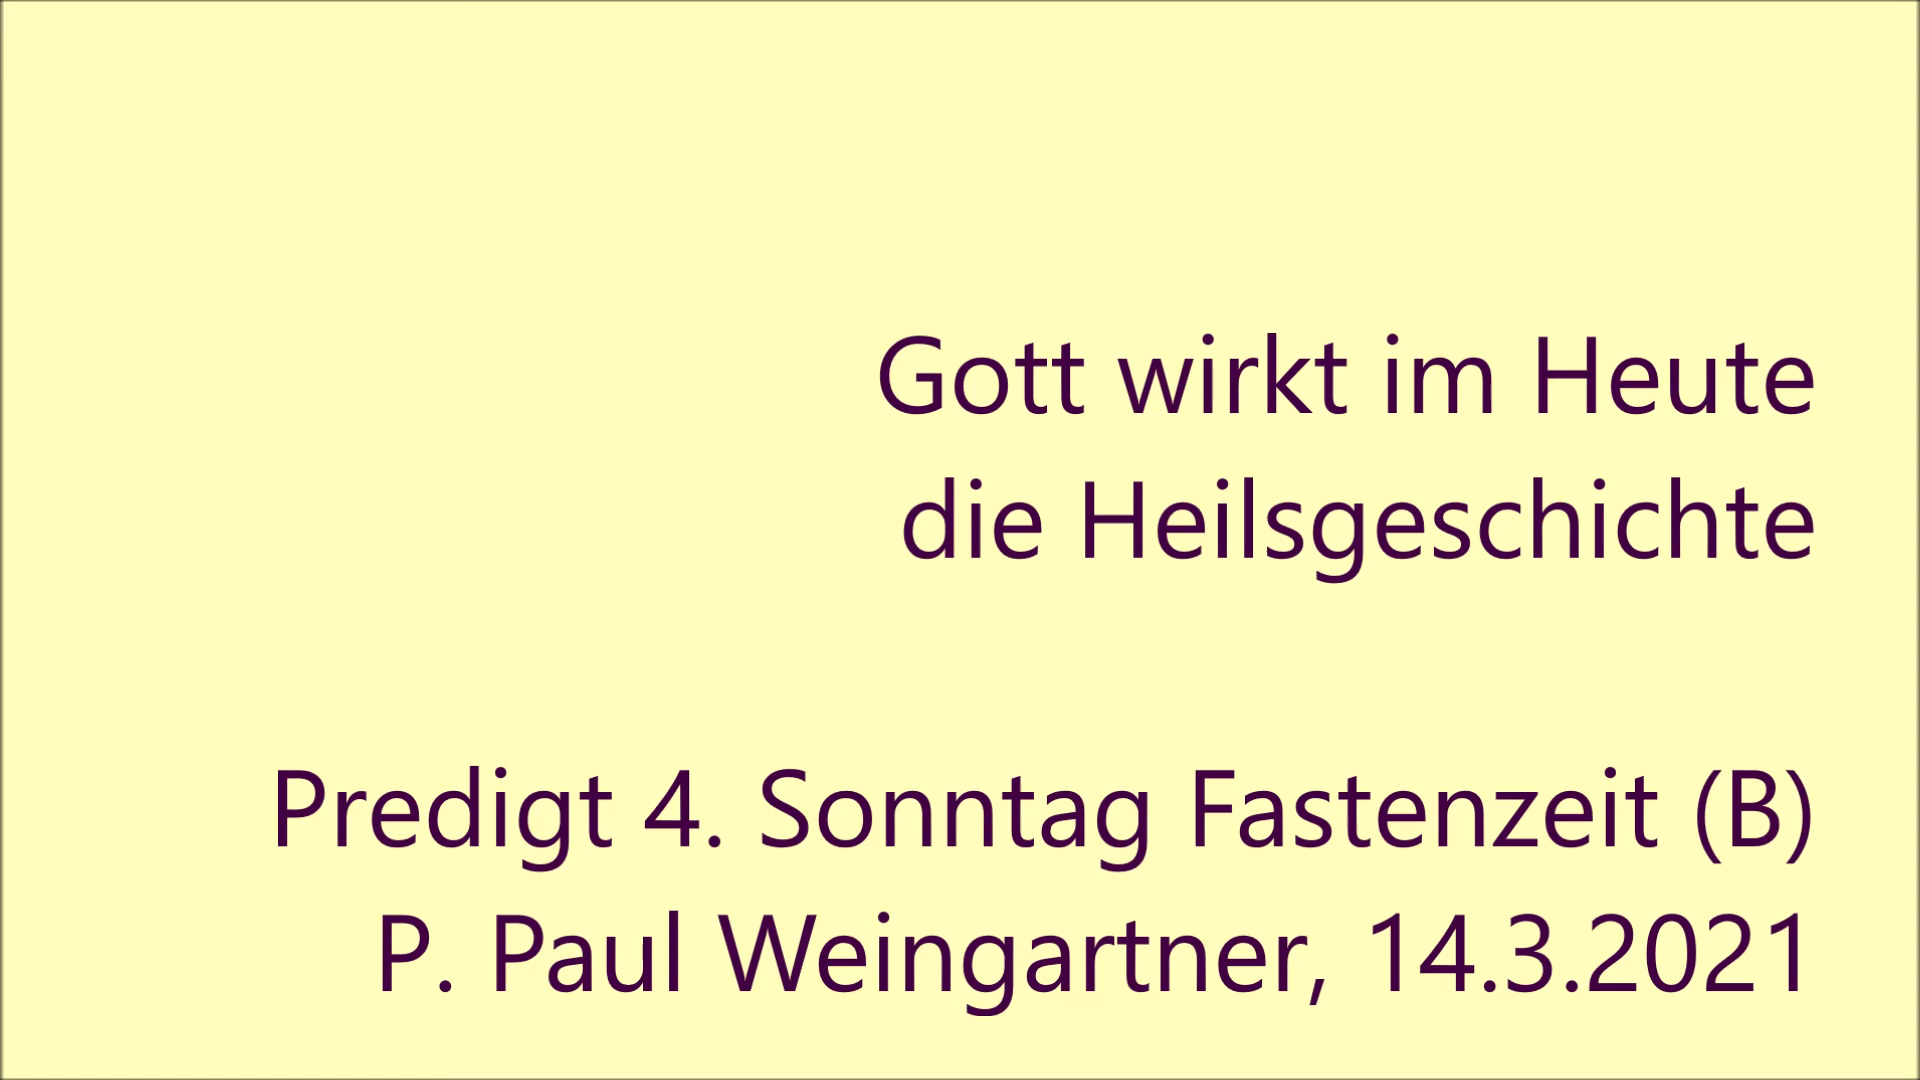 Gott wirkt im Heute
die Heilsgeschichte
Predigt 4. Sonntag Fastenzeit (B)
P. Paul Weingartner, 14.3.2021